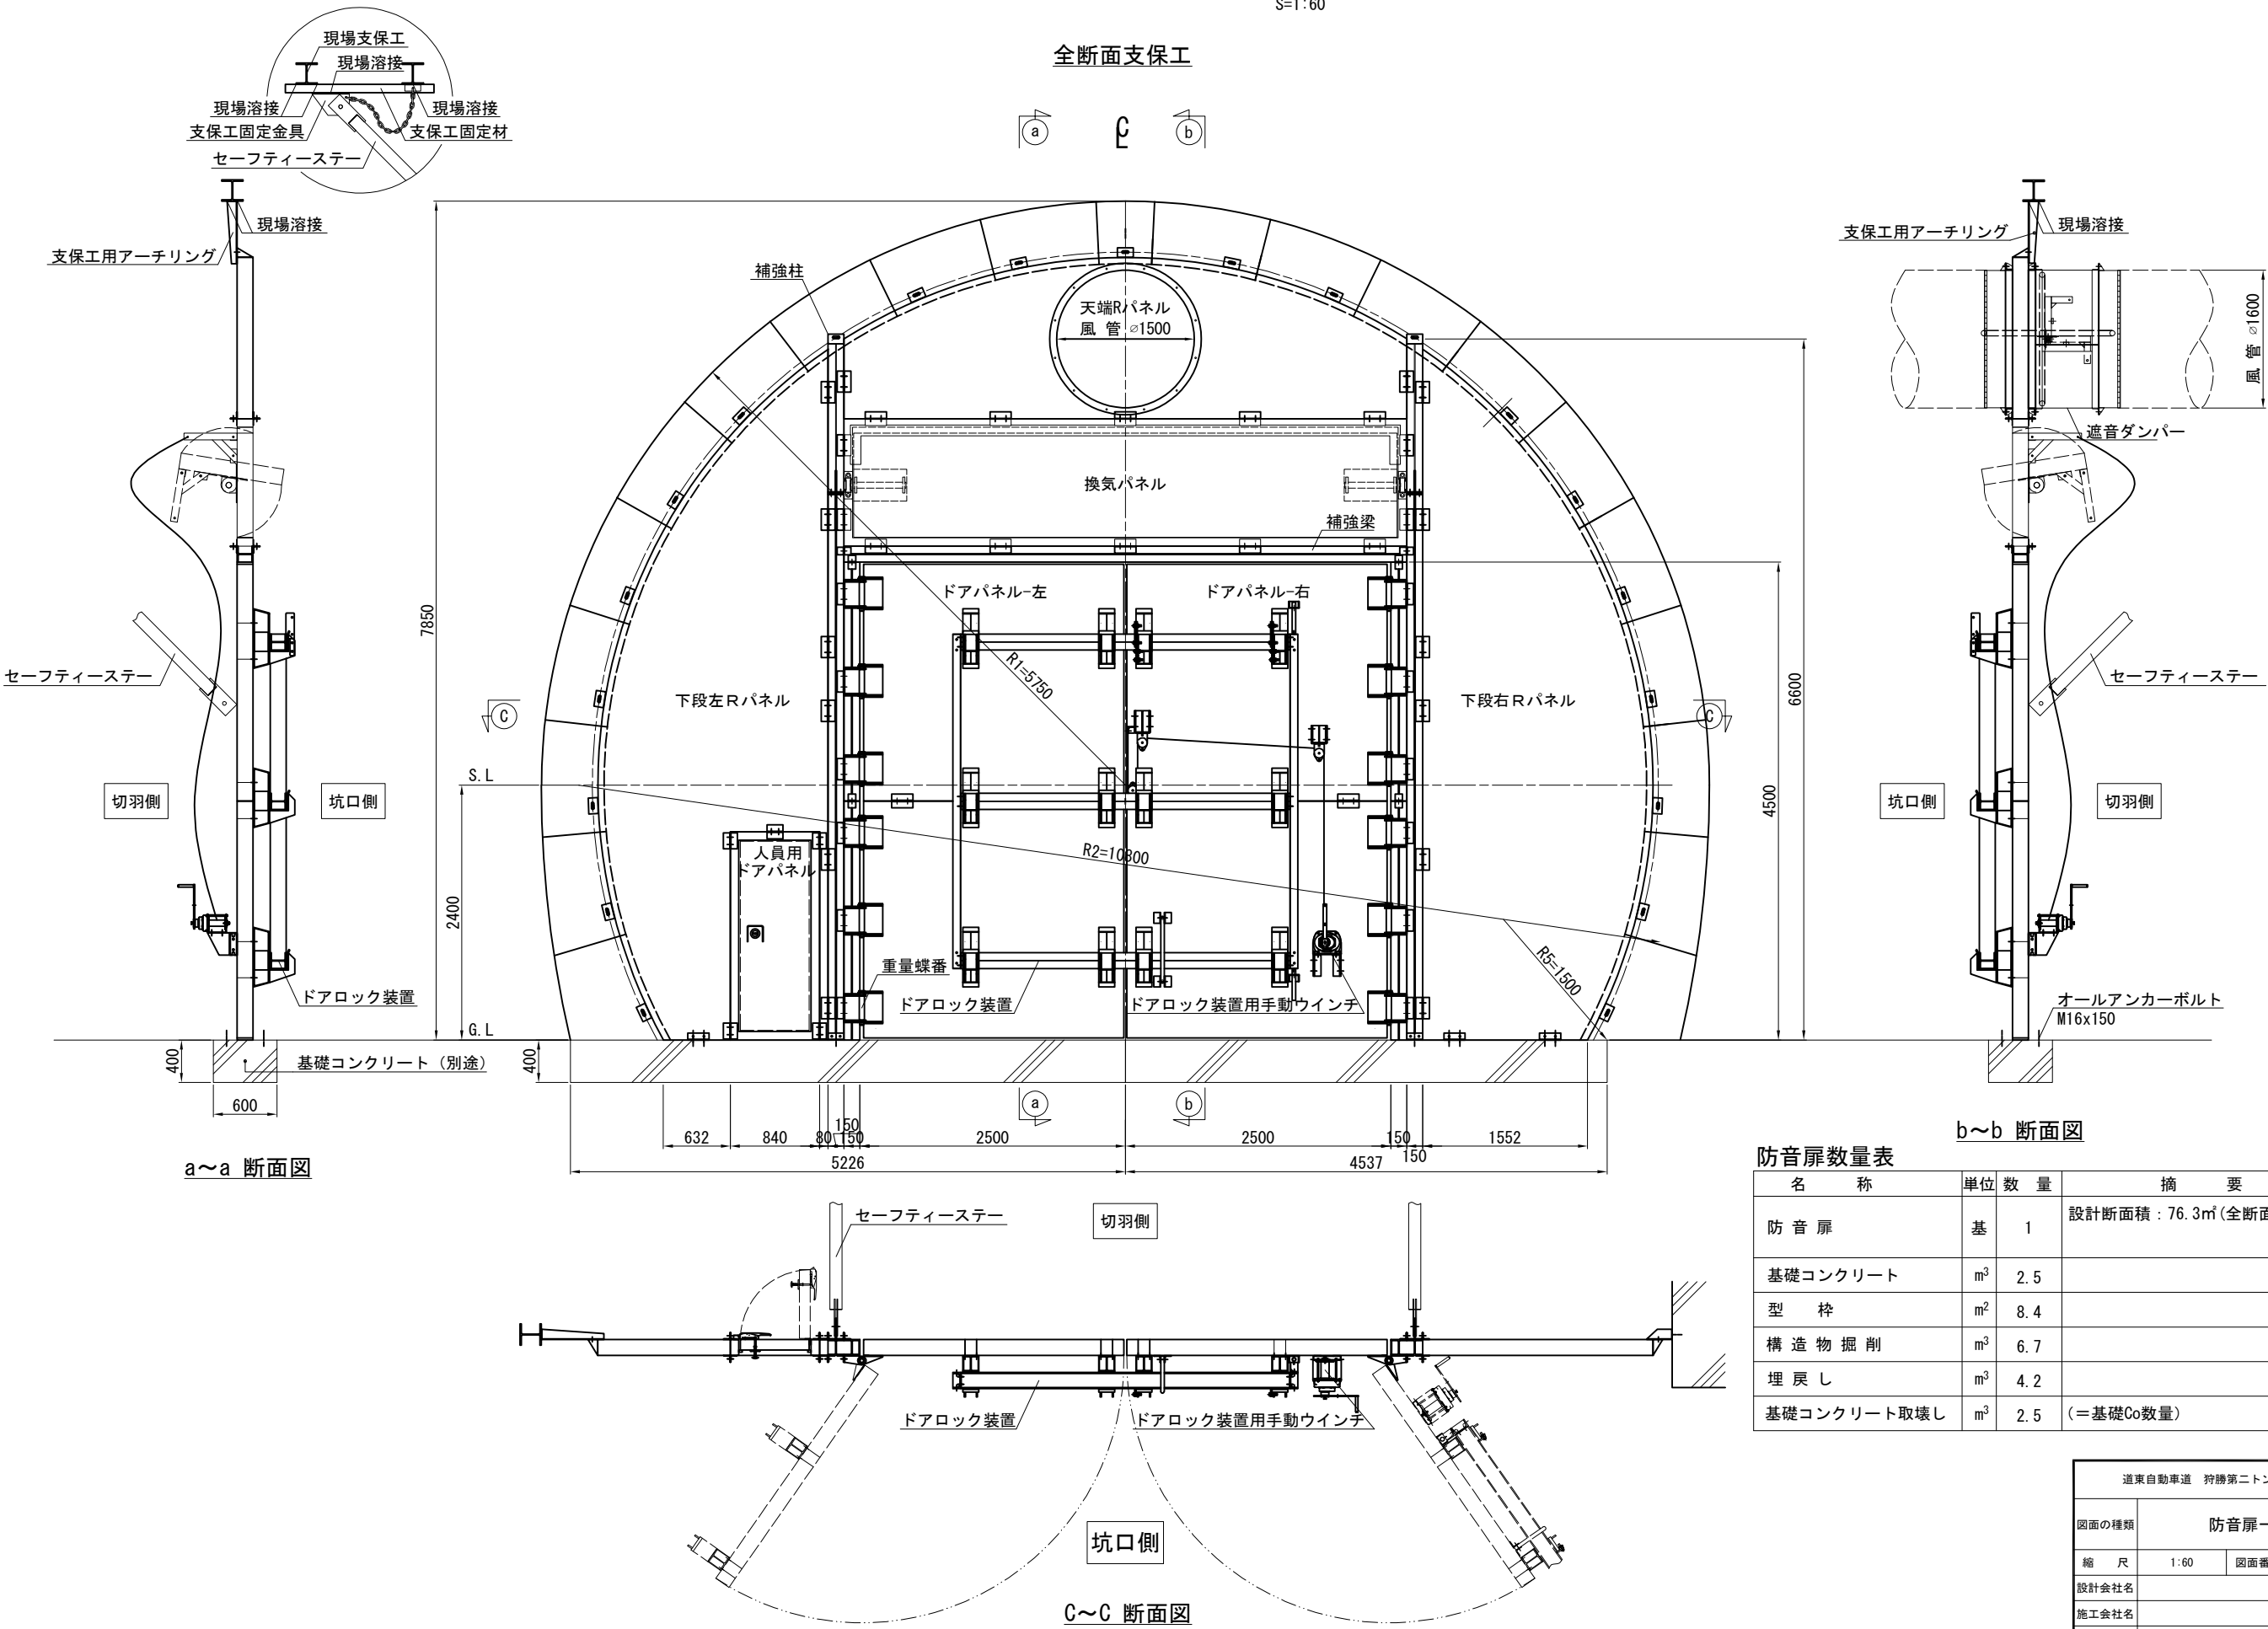 S=1:60
全断面支保工
現場支保工
現場溶接
現場溶接
現場溶接
支保工固定金具
支保工固定材
セーフティーステー
a
b
現場溶接
支保工用アーチリング
セーフティーステー
切羽側
坑口側
ドアロック装置
基礎コンクリート（別途）
400
600
a～a 断面図
7850
2400
400
S.L
G.L
C
C
補強柱
天端Rパネル
風 管 ⌀1500
換気パネル
補強梁
ドアパネル-左
ドアパネル-右
R1=5750
下段左Rパネル
下段右Rパネル
R2=10800
人員用
ドアパネル
R5=1500
重量蝶番
ドアロック装置
ドアロック装置用手動ウインチ
6600
4500
a
b
632
840
80
150
150
2500
2500
150
150
1552
5226
4537
支保工用アーチリング
現場溶接
風 管 ⌀1600
遮音ダンパー
セーフティーステー
坑口側
切羽側
オールアンカーボルト
M16x150
b～b 断面図
セーフティーステー
切羽側
ドアロック装置
ドアロック装置用手動ウインチ
坑口側
C～C 断面図
防音扉数量表
名 称 単位 数 量 摘 要
防 音 扉 基 1 設計断面積：76.3㎡(全断面
基礎コンクリート m³ 2.5
型 枠 m² 8.4
構 造 物 掘 削 m³ 6.7
埋 戻 し m³ 4.2
基礎コンクリート取壊し m³ 2.5 (＝基礎Co数量)
道東自動車道 狩勝第二トン
図面の種類 防音扉一
縮 尺 1:60 図面番
設計会社名
施工会社名